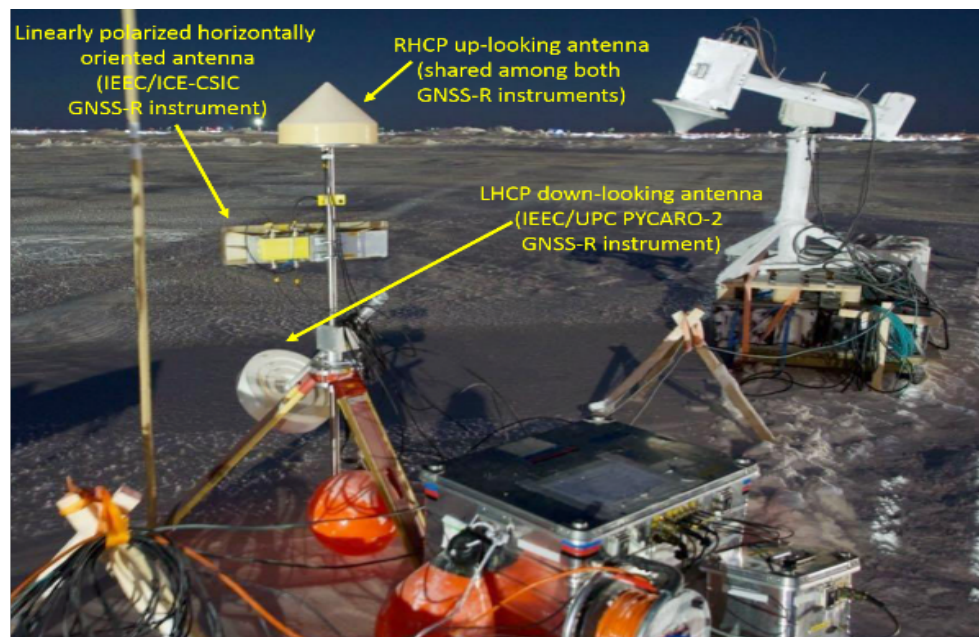 Linearly polarized horizontally
oriented antenna
(IEEC/ICE-CSIC
GNSS-R instrument)
RHCP up-looking antenna
(shared among both
GNSS-R instruments)
LHCP down-looking antenna
(IEEC/UPC PYCARO-2
GNSS-R instrument)